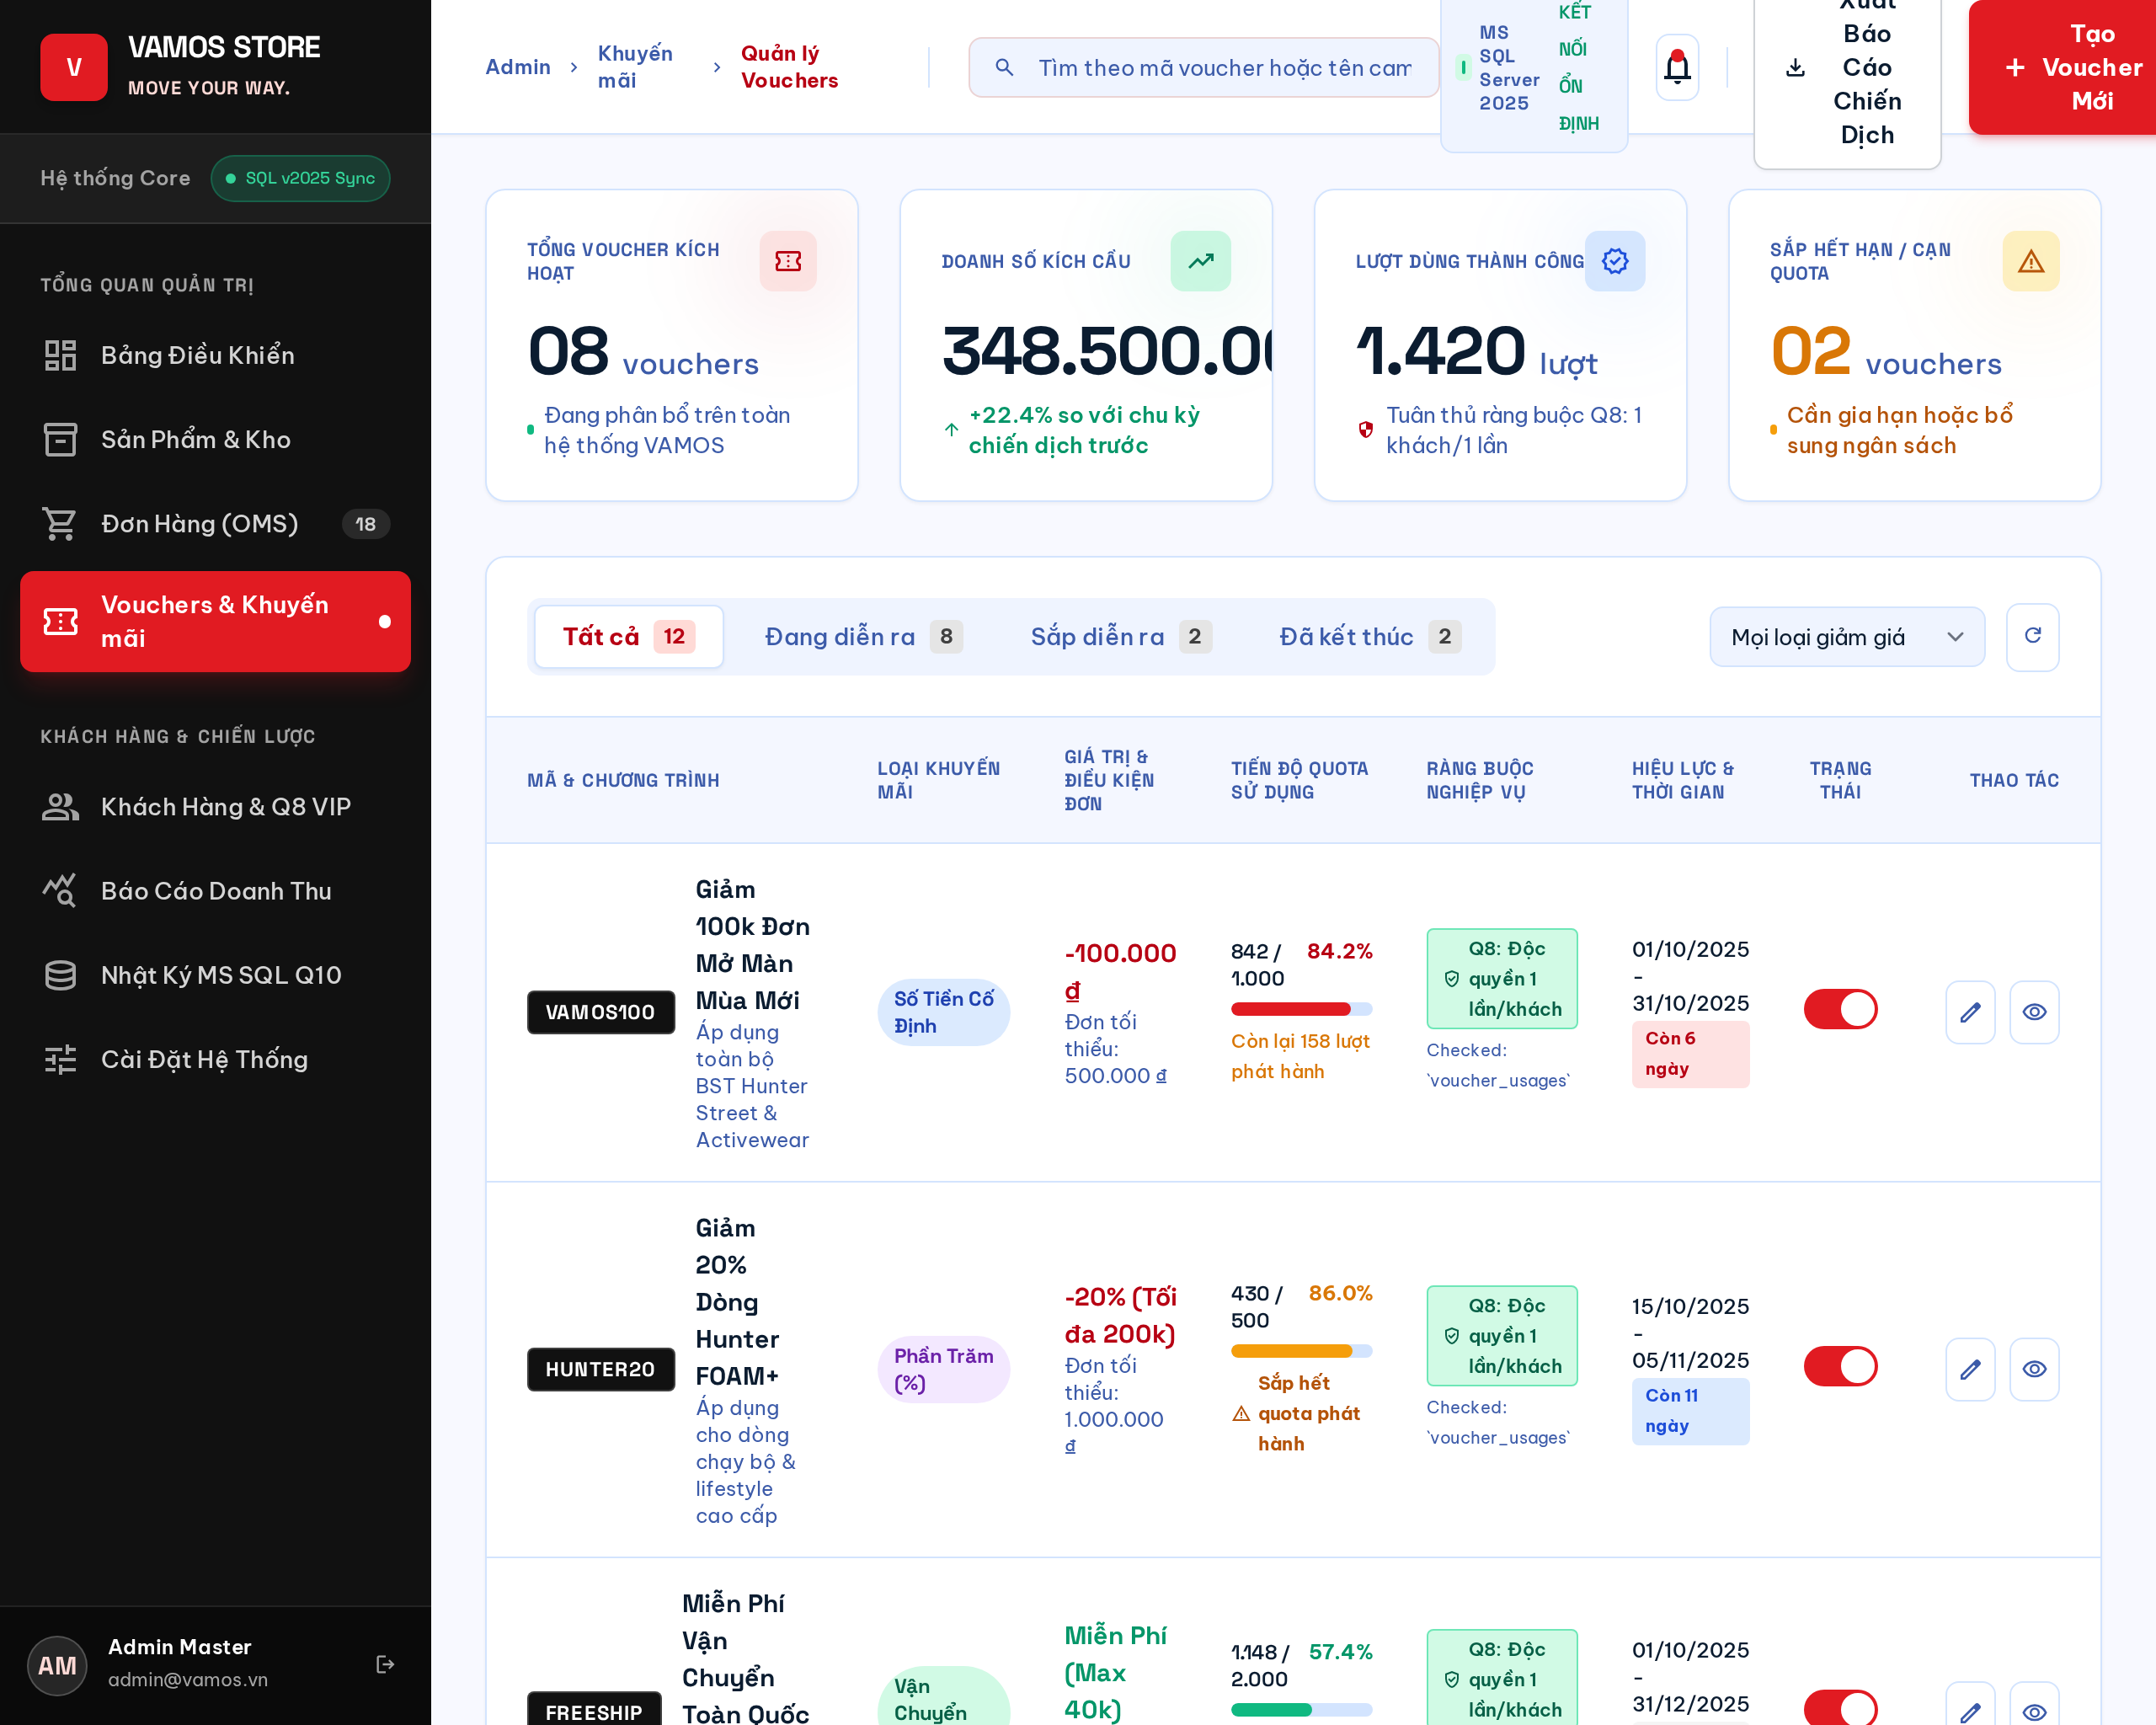 V
VAMOS STORE
MOVE YOUR WAY.
Hệ thống Core
SQL v2025 Sync
TỔNG QUAN QUẢN TRỊ
Bảng Điều Khiển
Sản Phẩm & Kho
Đơn Hàng (OMS)
18
Vouchers & Khuyến
mãi
KHÁCH HÀNG & CHIẾN LƯỢC
Khách Hàng & Q8 VIP
Báo Cáo Doanh Thu
Nhật Ký MS SQL Q10
Cài Đặt Hệ Thống
AM
Admin Master
admin@vamos.vn
Admin
Khuyến
mãi
Quản lý
Vouchers
Tìm theo mã voucher hoặc tên cam
MS
SQL
Server
2025
KẾT
NỐI
ỔN
ĐỊNH
Xuất
Báo
Cáo
Chiến
Dịch
Tạo
Voucher
Mới
TỔNG VOUCHER KÍCH
HOẠT
08 vouchers
Đang phân bổ trên toàn
hệ thống VAMOS
DOANH SỐ KÍCH CẦU
348.500.00
+22.4% so với chu kỳ
chiến dịch trước
LƯỢT DÙNG THÀNH CÔNG
1.420 lượt
Tuân thủ ràng buộc Q8: 1
khách/1 lần
SẮP HẾT HẠN / CẠN
QUOTA
02 vouchers
Cần gia hạn hoặc bổ
sung ngân sách
Tất cả 12
Đang diễn ra 8
Sắp diễn ra 2
Đã kết thúc 2
Mọi loại giảm giá
MÃ & CHƯƠNG TRÌNH
LOẠI KHUYẾN
MÃI
GIÁ TRỊ &
ĐIỀU KIỆN
ĐƠN
TIẾN ĐỘ QUOTA
SỬ DỤNG
RÀNG BUỘC
NGHIỆP VỤ
HIỆU LỰC &
THỜI GIAN
TRẠNG
THÁI
THAO TÁC
VAMOS100
Giảm
100k Đơn
Mở Màn
Mùa Mới
Áp dụng
toàn bộ
BST Hunter
Street &
Activewear
Số Tiền Cố
Định
-100.000
₫
Đơn tối
thiểu:
500.000 ₫
842 /
1.000
84.2%
Còn lại 158 lượt
phát hành
Q8: Độc
quyền 1
lần/khách
Checked:
`voucher_usages`
01/10/2025
-
31/10/2025
Còn 6
ngày
HUNTER20
Giảm
20%
Dòng
Hunter
FOAM+
Áp dụng
cho dòng
chạy bộ &
lifestyle
cao cấp
Phần Trăm
(%)
-20% (Tối
đa 200k)
Đơn tối
thiểu:
1.000.000
₫
430 /
500
86.0%
Sắp hết
quota phát
hành
Q8: Độc
quyền 1
lần/khách
Checked:
`voucher_usages`
15/10/2025
-
05/11/2025
Còn 11
ngày
FREESHIP
Miễn Phí
Vận
Chuyển
Toàn Quốc
Vận
Chuyển
Miễn Phí
(Max
40k)
1.148 /
2.000
57.4%
Q8: Độc
quyền 1
lần/khách
01/10/2025
-
31/12/2025